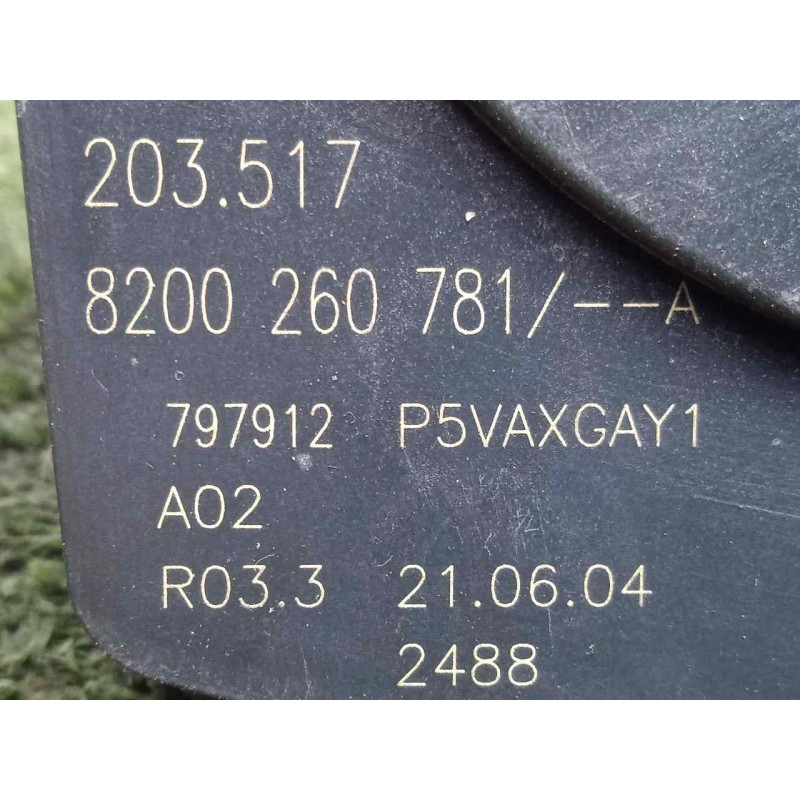 203.517
8200 260 781/--A
797912 P5VAXGAY1
A02
R03.3 21.06.04
2488